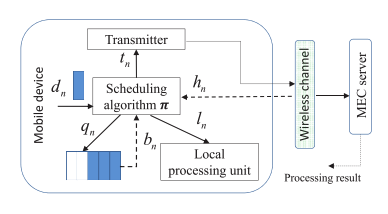 Transmitter
Mobile device
d_n
t_n
h_n
Scheduling
algorithm π
q_n
b_n
l_n
Local
processing unit
Wireless channel
MEC server
Processing result